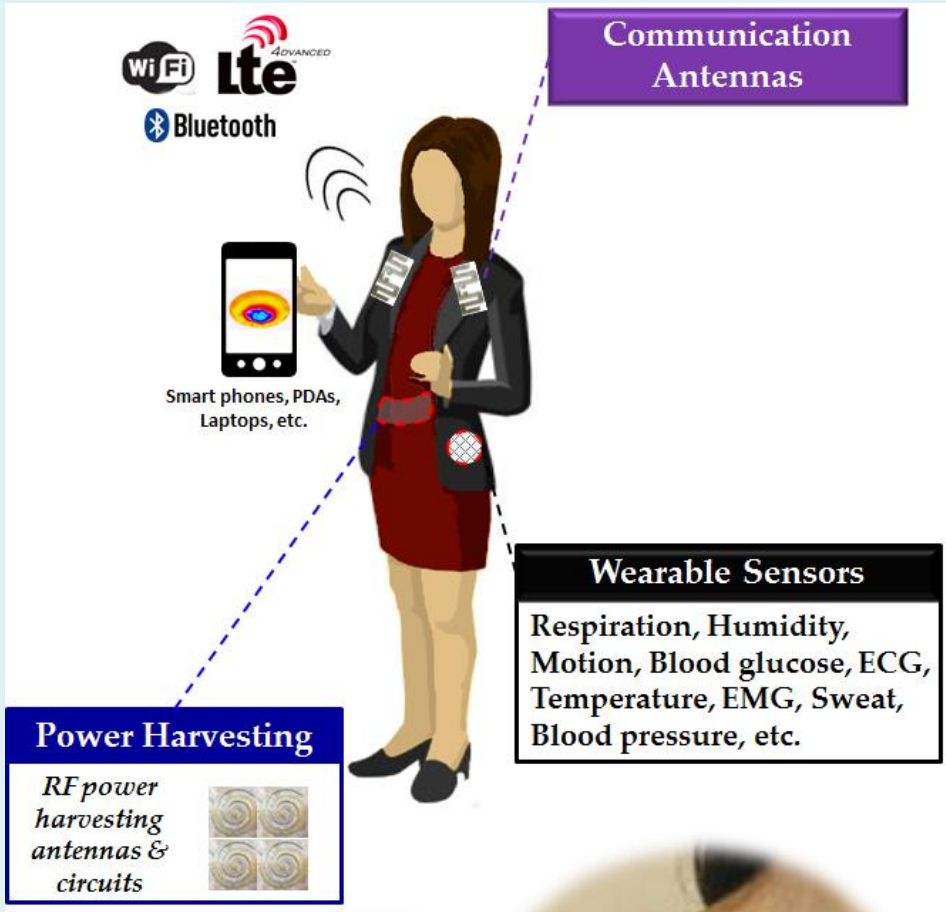 WiFi
4DVANCED
Lte
Bluetooth
Communication
Antennas
Smart phones, PDAs,
Laptops, etc.
Wearable Sensors
Respiration, Humidity,
Motion, Blood glucose, ECG,
Temperature, EMG, Sweat,
Blood pressure, etc.
Power Harvesting
RF power
harvesting
antennas &
circuits